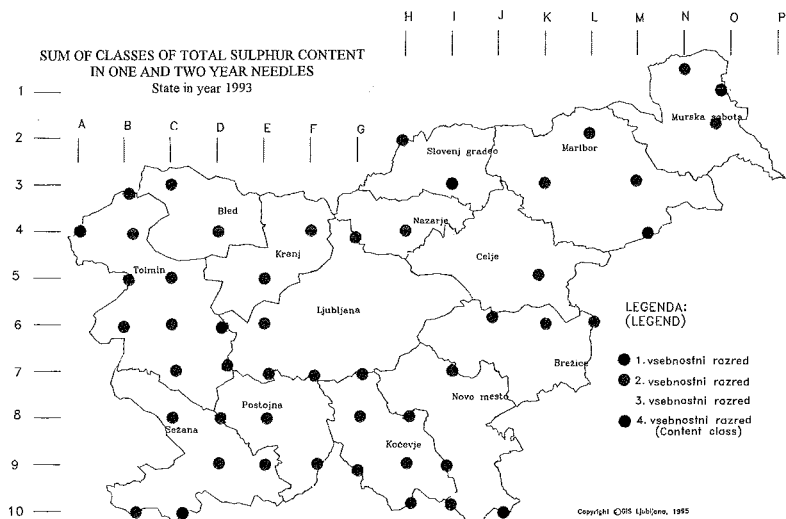 H I J K L M N O P
SUM OF CLASSES OF TOTAL SULPHUR CONTENT
IN ONE AND TWO YEAR NEEDLES
State in year 1993
A B C D E F G
1
2
3
4
5
6
7
8
9
10
Murska sobota
Slovenj gradec
Maribor
Bled
Nazarje
Kranj
Celje
Tolmin
Ljubljana
Brežice
Novo mesto
Postojna
Sežana
Kočevje
LEGENDA:
(LEGEND)
1. vsebnostni razred
2. vsebnostni razred
3. vsebnostni razred
4. vsebnostni razred
(Content class)
Copyright ©GIS Ljubljana, 1995